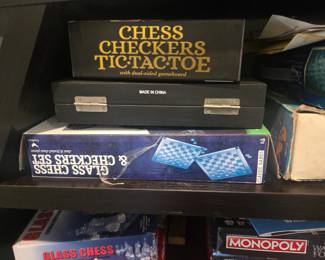 CHESS
CHECKERS
TIC•TAC•TOE
with dual-sided gameboard
MADE IN CHINA
GLASS CHESS
& CHECKERS SET
GLASS CHESS
MONOPOLY